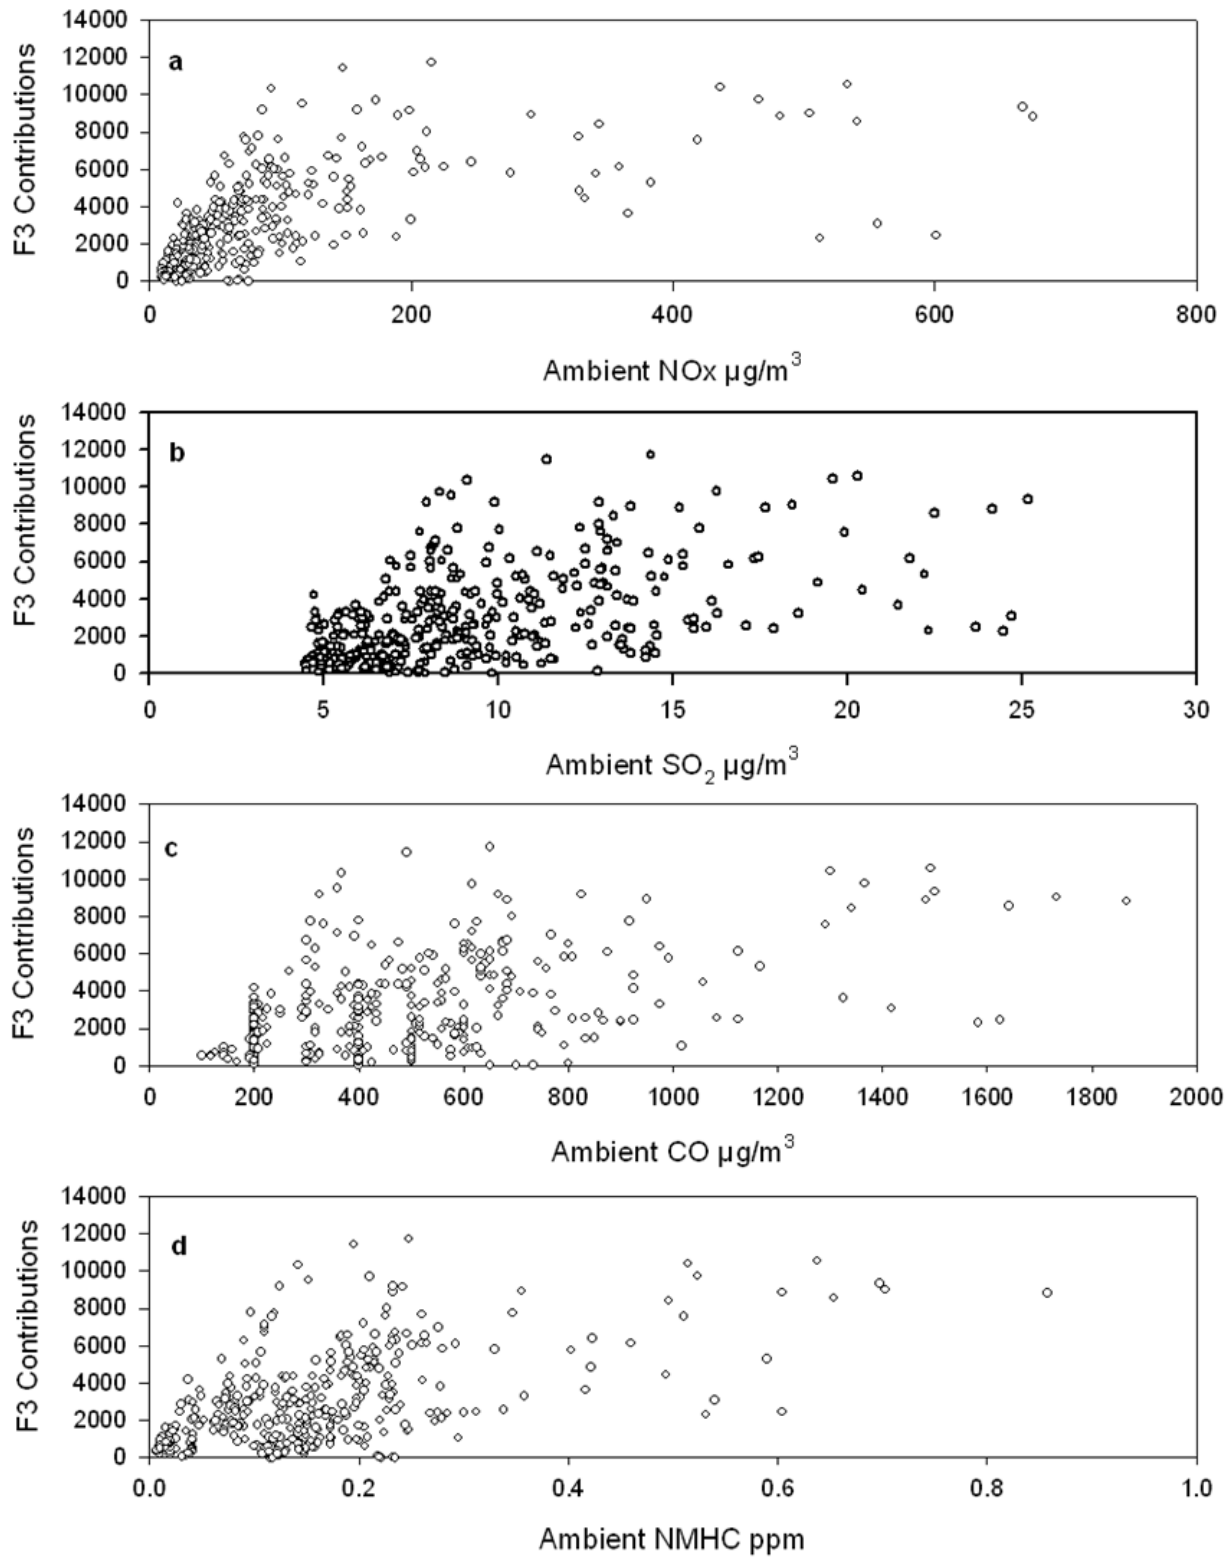 14000
12000
10000
8000
6000
4000
2000
0
F3 Contributions
a
0 200 400 600 800
Ambient NOx µg/m³
14000
12000
10000
8000
6000
4000
2000
0
F3 Contributions
b
0 5 10 15 20 25 30
Ambient SO₂ µg/m³
14000
12000
10000
8000
6000
4000
2000
0
F3 Contributions
c
0 200 400 600 800 1000 1200 1400 1600 1800 2000
Ambient CO µg/m³
14000
12000
10000
8000
6000
4000
2000
0
F3 Contributions
d
0.0 0.2 0.4 0.6 0.8 1.0
Ambient NMHC ppm